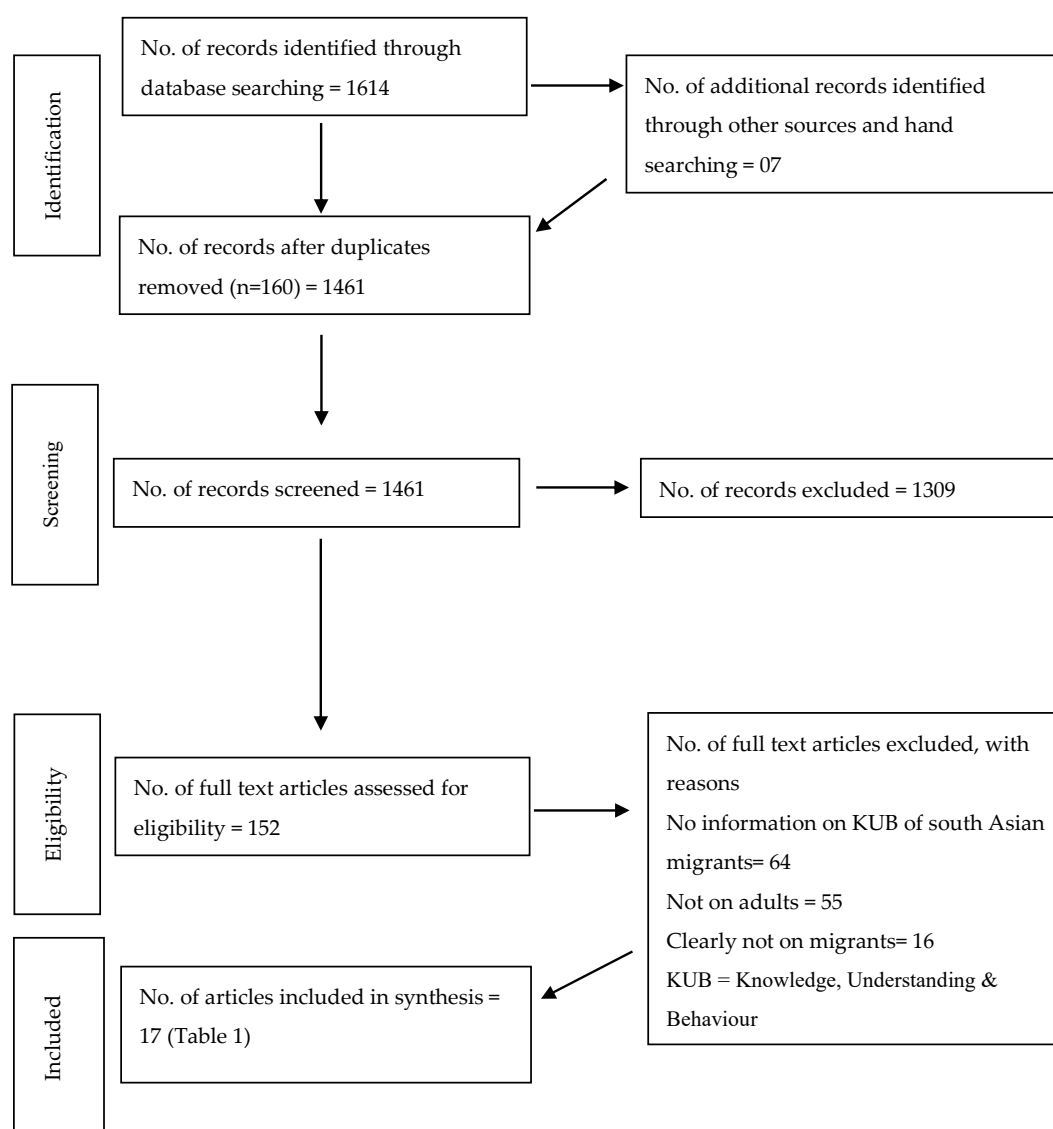 Identification
No. of records identified through
database searching = 1614
No. of additional records identified
through other sources and hand
searching = 07
No. of records after duplicates
removed (n=160) = 1461
Screening
No. of records screened = 1461
No. of records excluded = 1309
Eligibility
No. of full text articles assessed for
eligibility = 152
No. of full text articles excluded, with
reasons
No information on KUB of south Asian
migrants= 64
Not on adults = 55
Clearly not on migrants= 16
KUB = Knowledge, Understanding &
Behaviour
Included
No. of articles included in synthesis =
17 (Table 1)